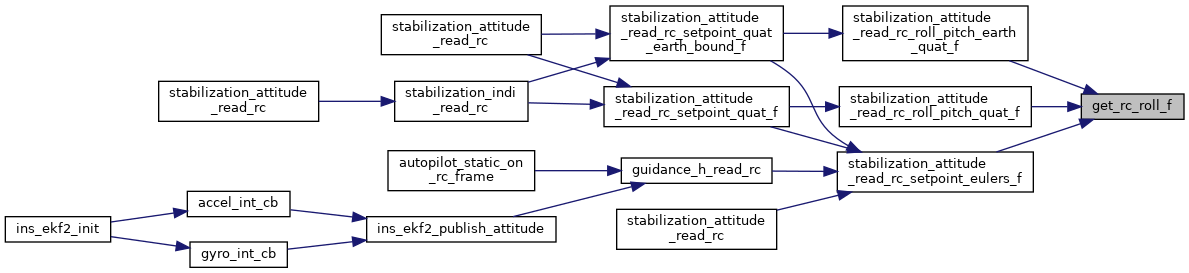 stabilization_attitude
_read_rc
stabilization_attitude
_read_rc_setpoint_quat
_earth_bound_f
stabilization_attitude
_read_rc_roll_pitch_earth
_quat_f
stabilization_attitude
_read_rc
stabilization_indi
_read_rc
stabilization_attitude
_read_rc_setpoint_quat_f
stabilization_attitude
_read_rc_roll_pitch_quat_f
get_rc_roll_f
autopilot_static_on
_rc_frame
guidance_h_read_rc
stabilization_attitude
_read_rc_setpoint_eulers_f
accel_int_cb
stabilization_attitude
_read_rc
ins_ekf2_init
ins_ekf2_publish_attitude
gyro_int_cb